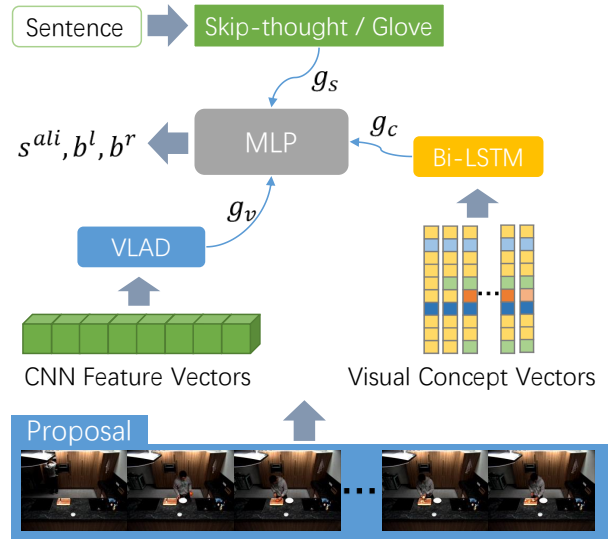 Sentence
Skip-thought / Glove
g_s
MLP
g_c
s^{ali}, b^l, b^r
Bi-LSTM
g_v
VLAD
CNN Feature Vectors
Visual Concept Vectors
Proposal